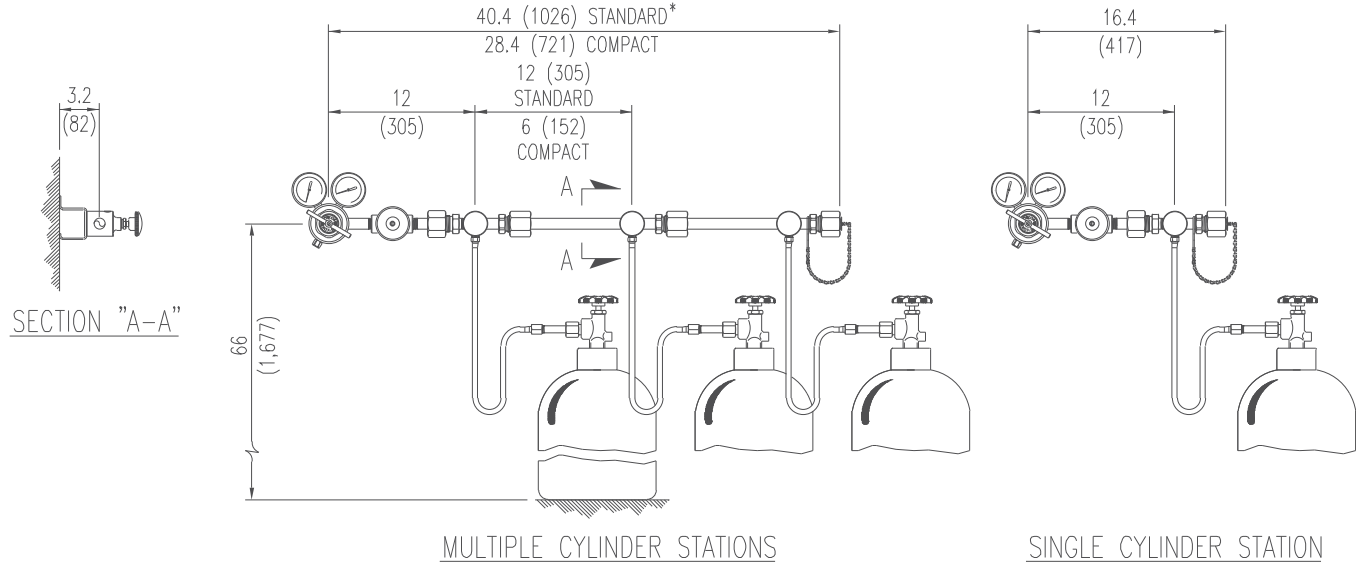 40.4 (1026) STANDARD*
28.4 (721) COMPACT
12 (305)
STANDARD
6 (152)
COMPACT
12
(305)
16.4
(417)
12
(305)
3.2
(82)
A
A
SECTION "A-A"
66
(1,677)
MULTIPLE CYLINDER STATIONS
SINGLE CYLINDER STATION